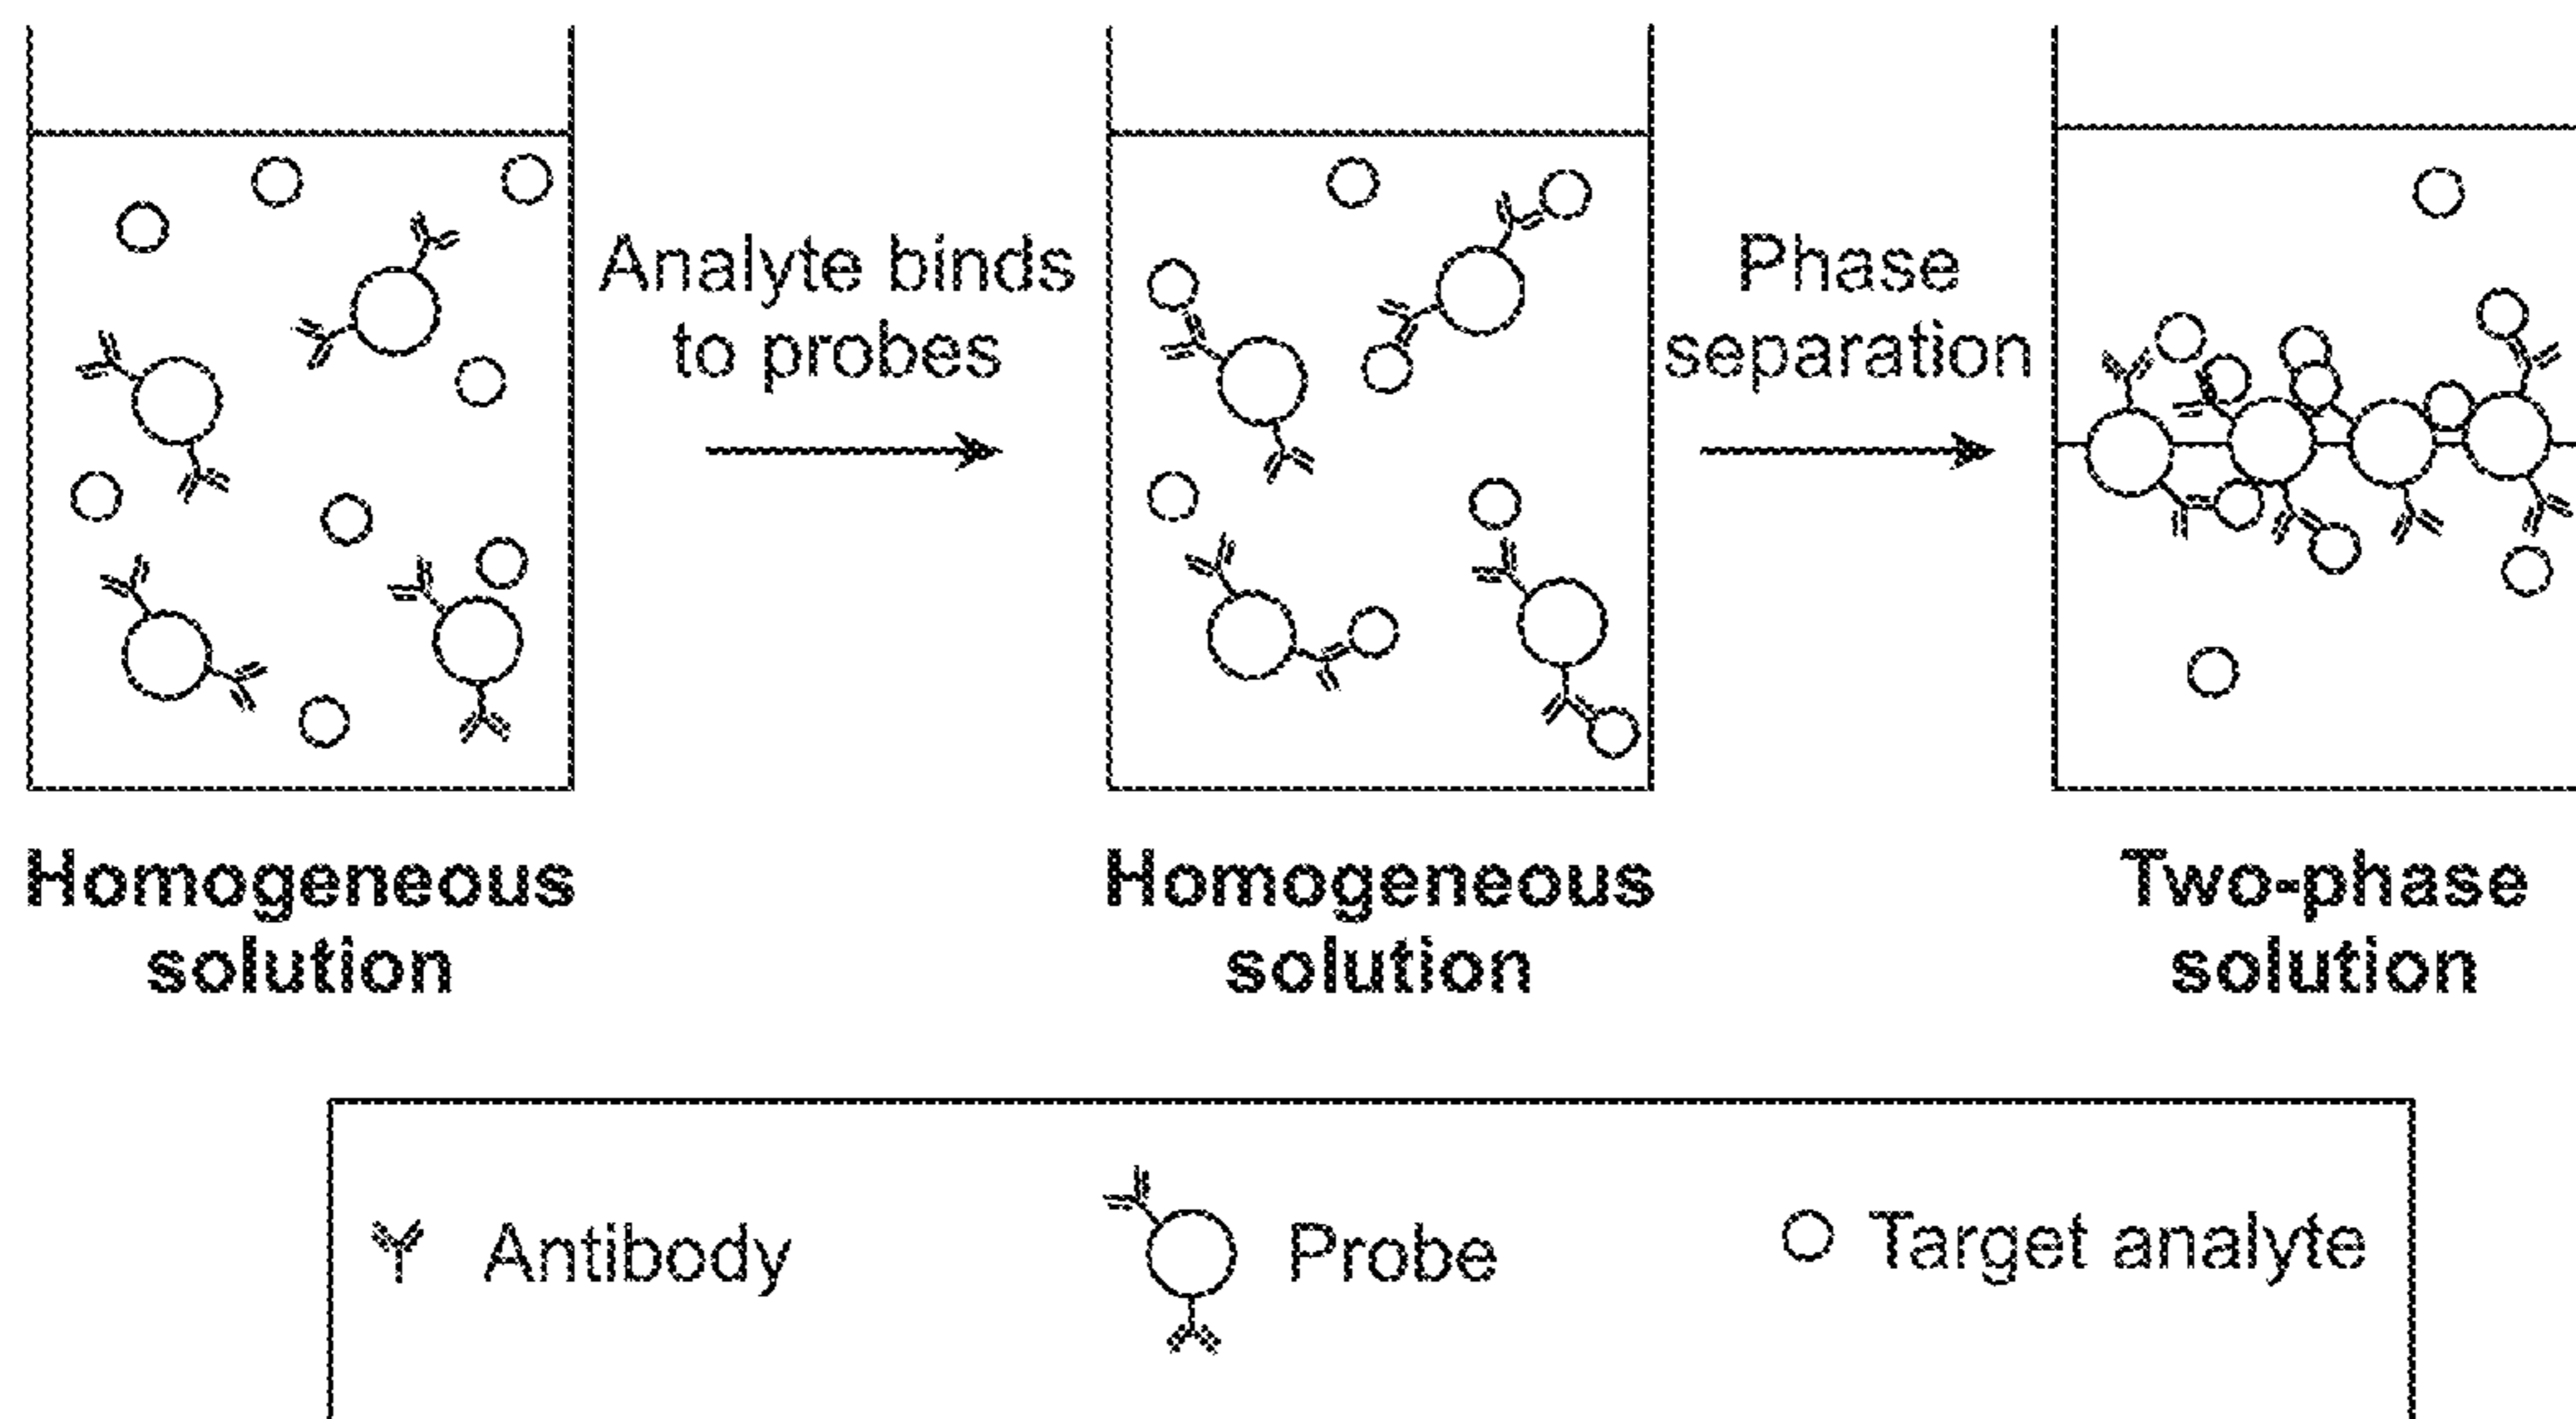 Analyte binds
to probes
Phase
separation
Homogeneous
solution
Homogeneous
solution
Two-phase
solution
Antibody
Probe
Target analyte